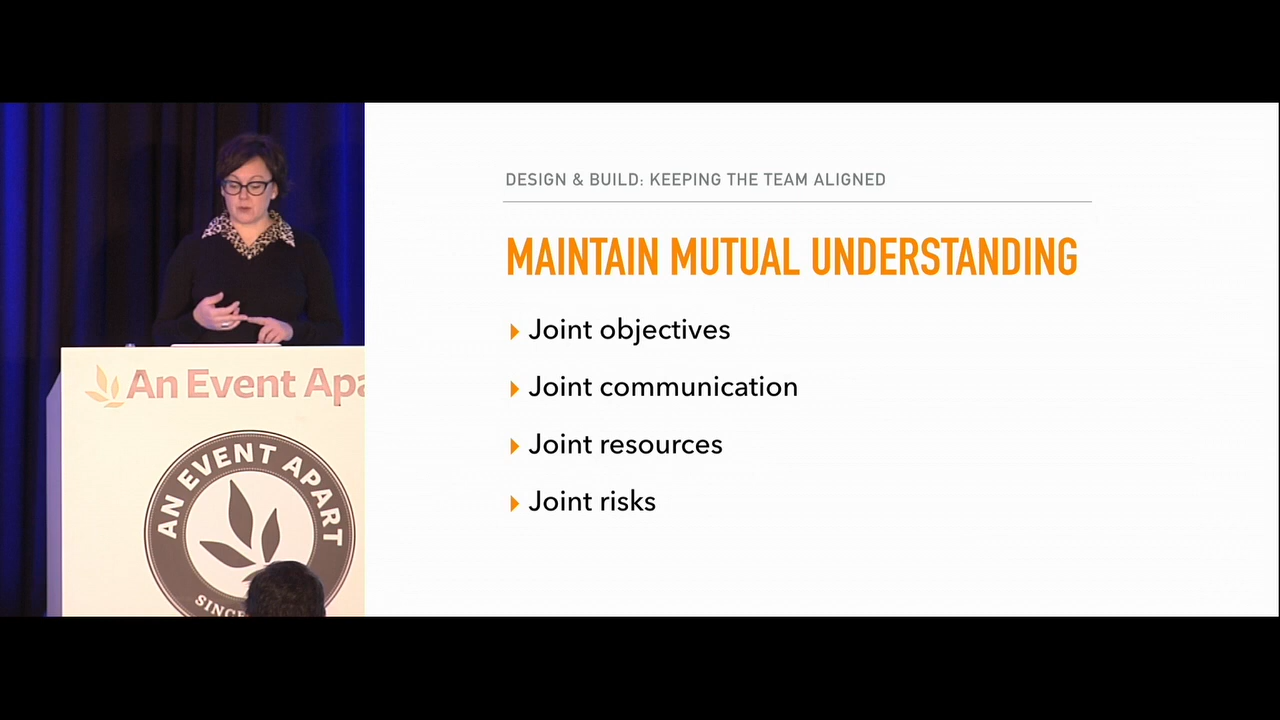 DESIGN & BUILD: KEEPING THE TEAM ALIGNED
MAINTAIN MUTUAL UNDERSTANDING
Joint objectives
Joint communication
Joint resources
Joint risks
An Event Apa
AN EVENT APART